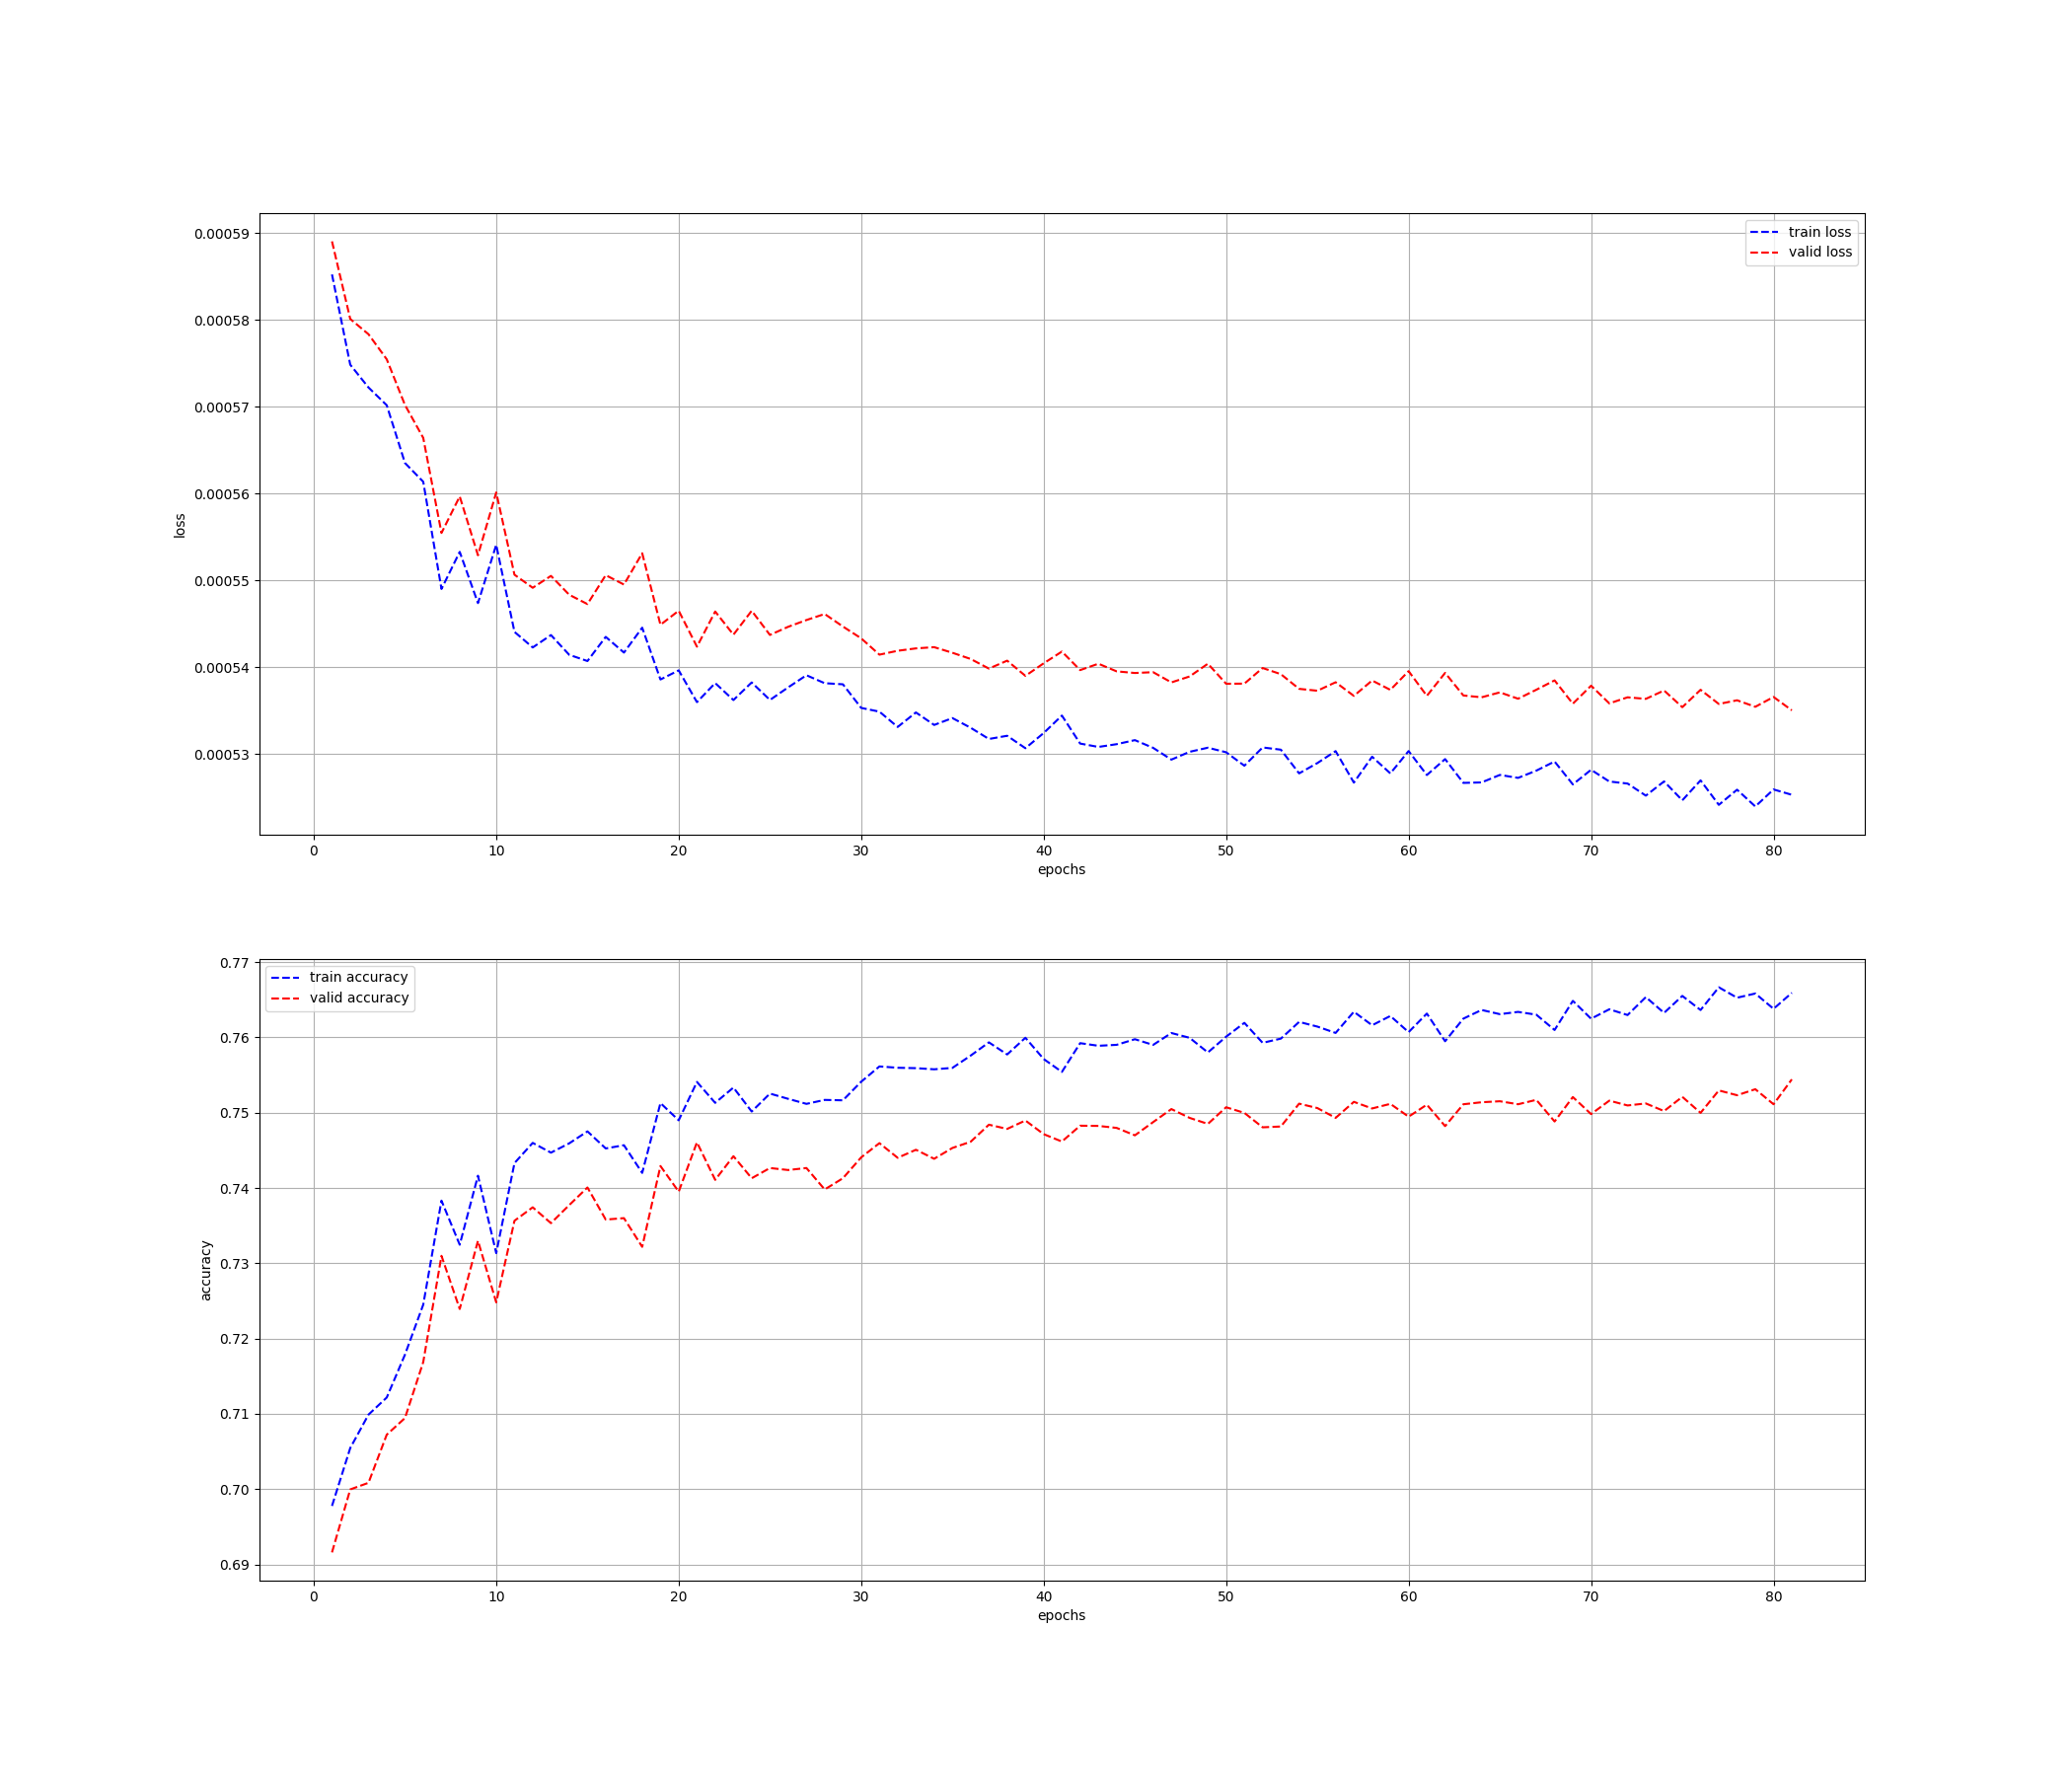 0.00059
0.00058
0.00057
0.00056
0.00055
0.00054
0.00053
loss
train loss
valid loss
0 10 20 30 40 50 60 70 80
epochs
0.77
0.76
0.75
0.74
0.73
0.72
0.71
0.70
0.69
accuracy
train accuracy
valid accuracy
0 10 20 30 40 50 60 70 80
epochs